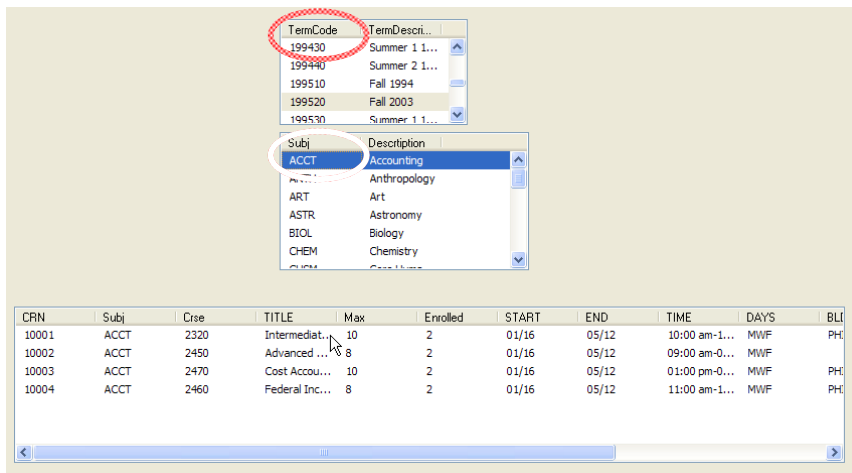 TermCode TermDescri...
199430 Summer 1 1...
199440 Summer 2 1...
199510 Fall 1994
199520 Fall 2003
199530 Summer 1 1...
Subj Descrtiption
ACCT Accounting
Anthropology
ART Art
ASTR Astronomy
BIOL Biology
CHEM Chemistry
CRN Subj Crse TITLE Max Enrolled START END TIME DAYS BLD
10001 ACCT 2320 Intermediat... 10 2 01/16 05/12 10:00 am-1... MWF PH
10002 ACCT 2450 Advanced ... 8 2 01/16 05/12 09:00 am-0... MWF
10003 ACCT 2470 Cost Accou... 10 2 01/16 05/12 01:00 pm-0... MWF PH
10004 ACCT 2460 Federal Inc... 8 2 01/16 05/12 11:00 am-1... MWF PH